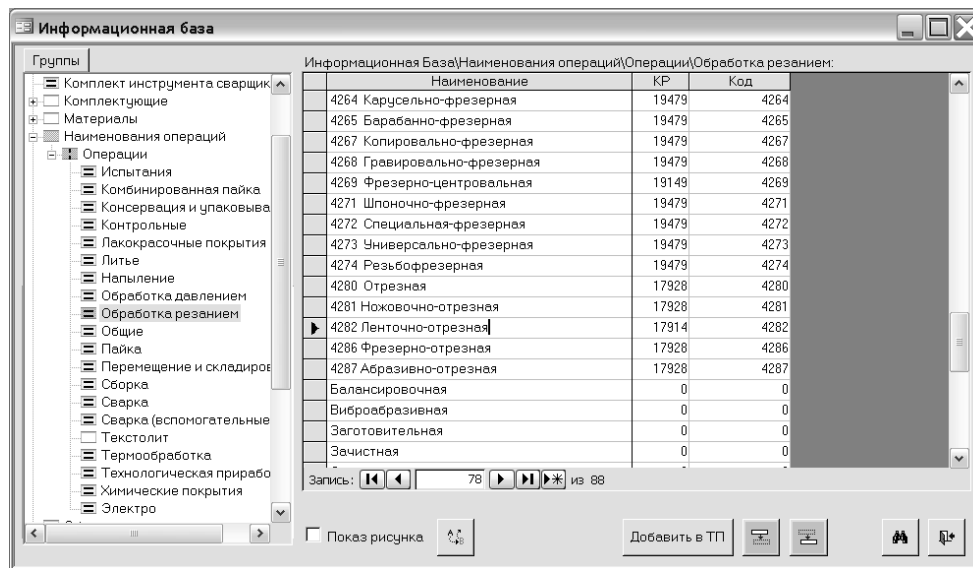 Информационная база
Группы
Комплект инструмента сварщик
Комплектующие
Материалы
Наименования операций
Операции
Испытания
Комбинированная пайка
Консервация и упаковыва
Контрольные
Лакокрасочные покрытия
Литье
Напыление
Обработка давлением
Обработка резанием
Общие
Пайка
Перемещение и складиров
Сборка
Сварка
Сварка (вспомогательные
Текстолит
Термообработка
Технологическая прирабо
Химические покрытия
Электро
Информационная База\Наименования операций\Операции\Обработка резанием:
Наименование КР Код
4264 Карусельно-фрезерная 19479 4264
4265 Барабанно-фрезерная 19479 4265
4267 Копировально-фрезерная 19479 4267
4268 Гравировально-фрезерная 19479 4268
4269 Фрезерно-центровальная 19149 4269
4271 Шпоночно-фрезерная 19479 4271
4272 Специальная-фрезерная 19479 4272
4273 Универсально-фрезерная 19479 4273
4274 Резьбофрезерная 19479 4274
4280 Отрезная 17928 4280
4281 Ножовочно-отрезная 17928 4281
4282 Ленточно-отрезная 17914 4282
4286 Фрезерно-отрезная 17928 4286
4287 Абразивно-отрезная 17928 4287
Балансировочная 0 0
Виброабразивная 0 0
Заготовительная 0 0
Зачистная 0 0
Запись: 78 из 88
Показ рисунка Добавить в ТП